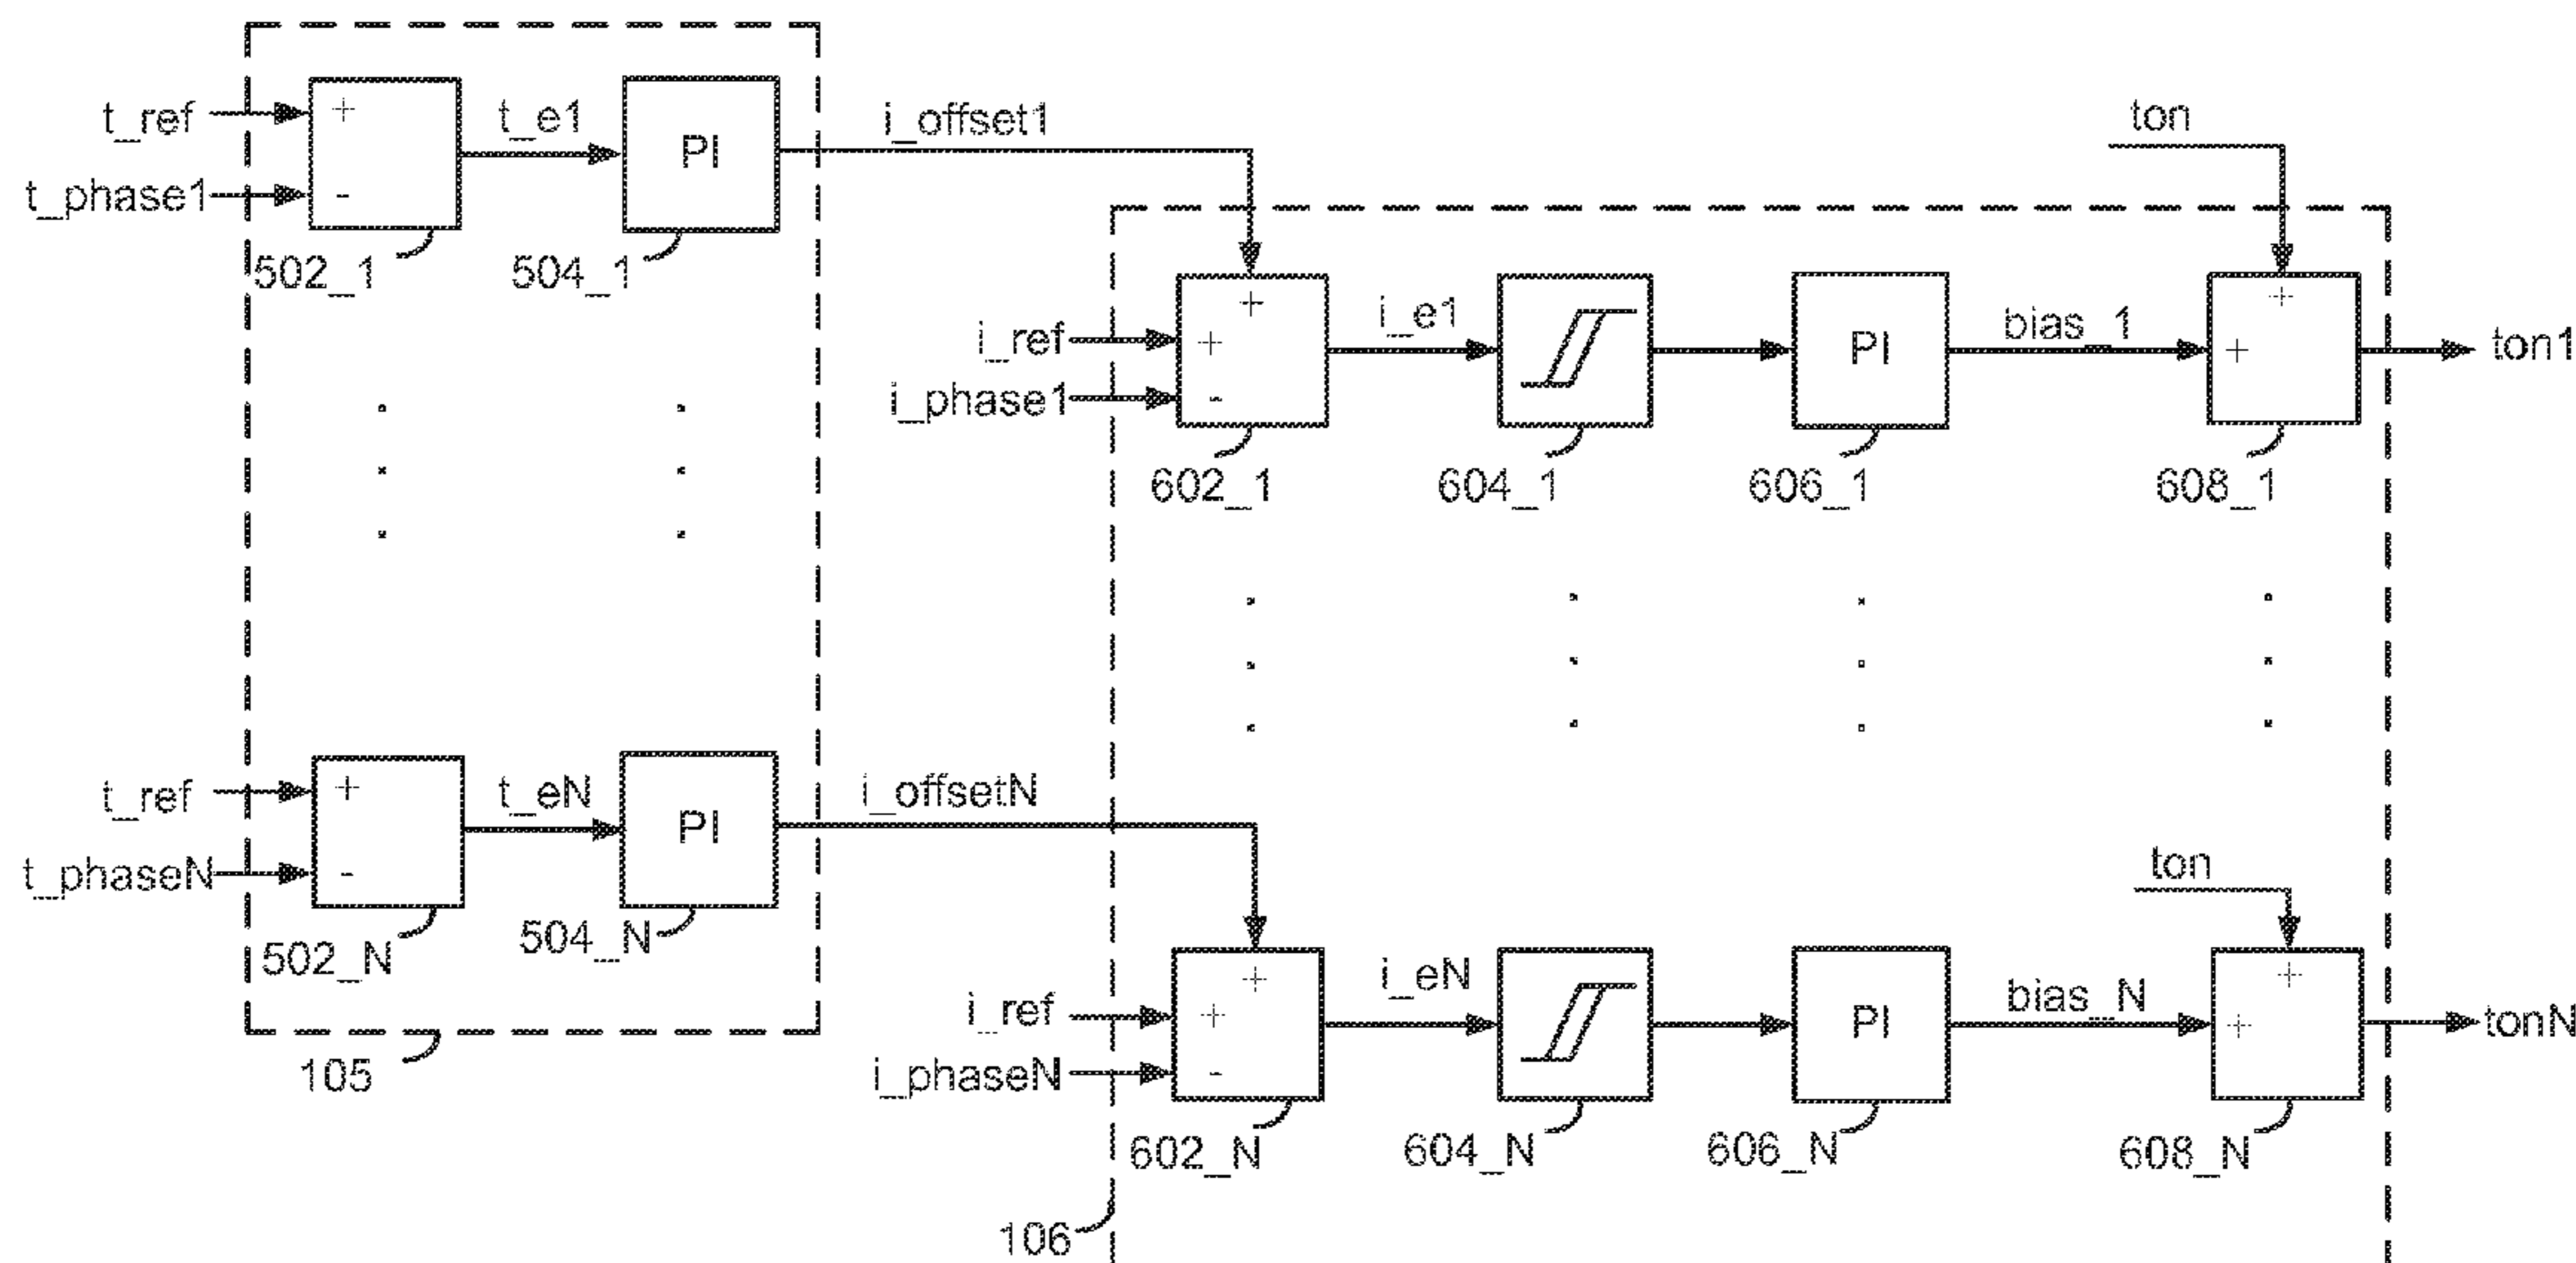 t_ref
+
t_e1
PI
i_offset1
ton
t_phase1
-
502_1
504_1
i_ref
+
+
i_e1
PI
bias_1
+
+
ton1
i_phase1
-
602_1
604_1
606_1
608_1
t_ref
+
t_eN
PI
i_offsetN
t_phaseN
-
ton
502_N
504_N
105
i_ref
+
+
i_eN
PI
bias_N
+
+
tonN
i_phaseN
-
602_N
604_N
606_N
608_N
106